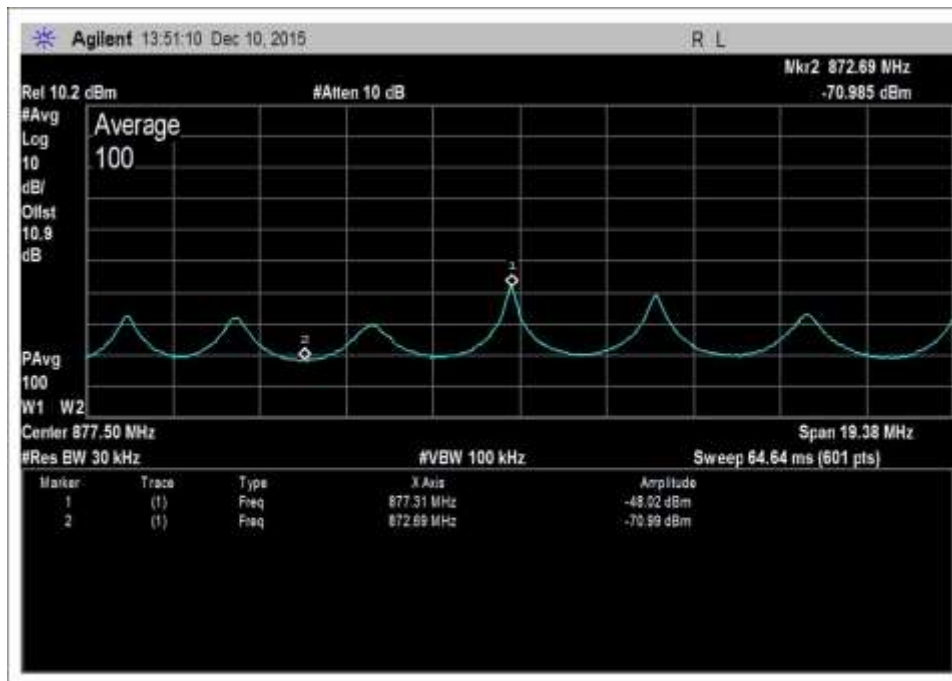 Agilent 13:51:10 Dec 10, 2015 R L
Mkr2 872.69 MHz
Ref 10.2 dBm #Atten 10 dB -70.985 dBm
#Avg
Log
10
dB/
Offst
10.9
dB
Average
100
1
2
PAvg
100
W1 W2
Center 877.50 MHz Span 19.38 MHz
#Res BW 30 kHz #VBW 100 kHz Sweep 64.64 ms (601 pts)
Marker Trace Type X Axis Amplitude
1 (1) Freq 877.31 MHz -48.02 dBm
2 (1) Freq 872.69 MHz -70.99 dBm